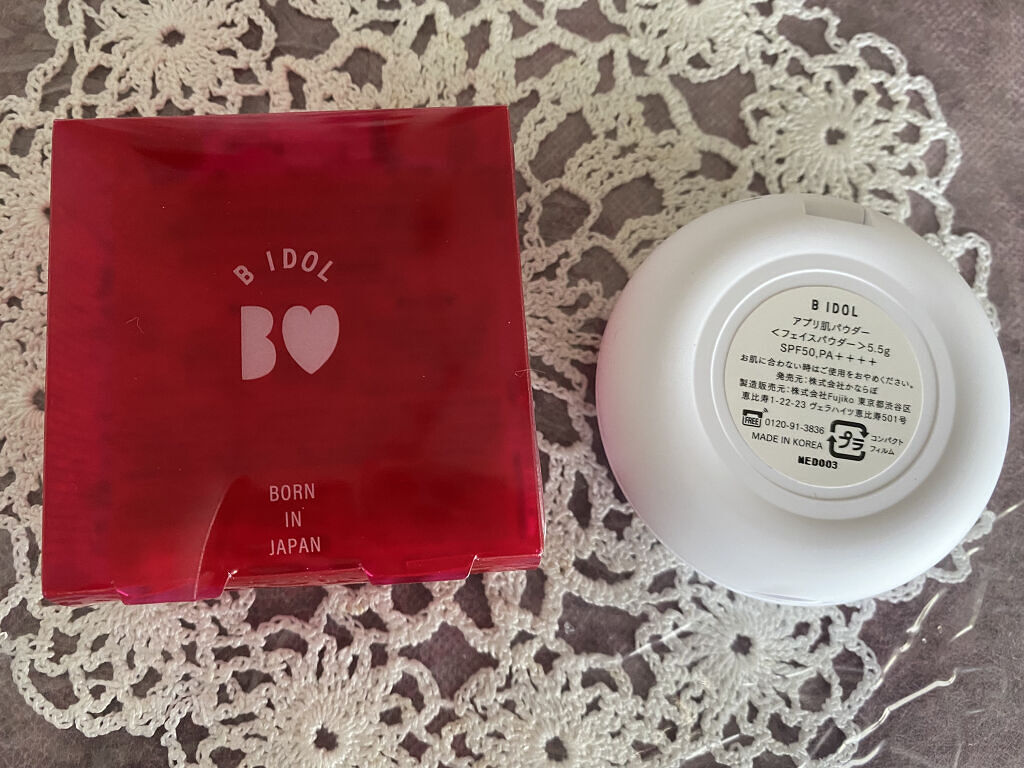 B IDOL
B♥
BORN
IN
JAPAN
B IDOL
アプリ肌パウダー
<フェイスパウダー>5.5g
SPF50,PA++++
お肌に合わない時はご使用をおやめください。
発売元:株式会社かならぼ
製造販売元:株式会社Fujiko 東京都渋谷区
恵比寿1-22-23 ヴェラハイツ恵比寿501号
FREE 0120-91-3836
MADE IN KOREA
プラ
コンパクト
フィルム
NED003